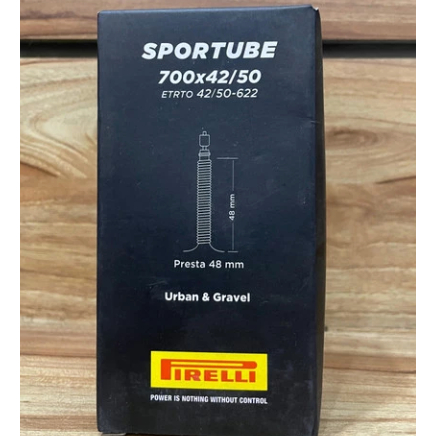 SPORTUBE
700x42/50
ETRTO 42/50-622
48 mm
Presta 48 mm
Urban & Gravel
PIRELLI
POWER IS NOTHING WITHOUT CONTROL